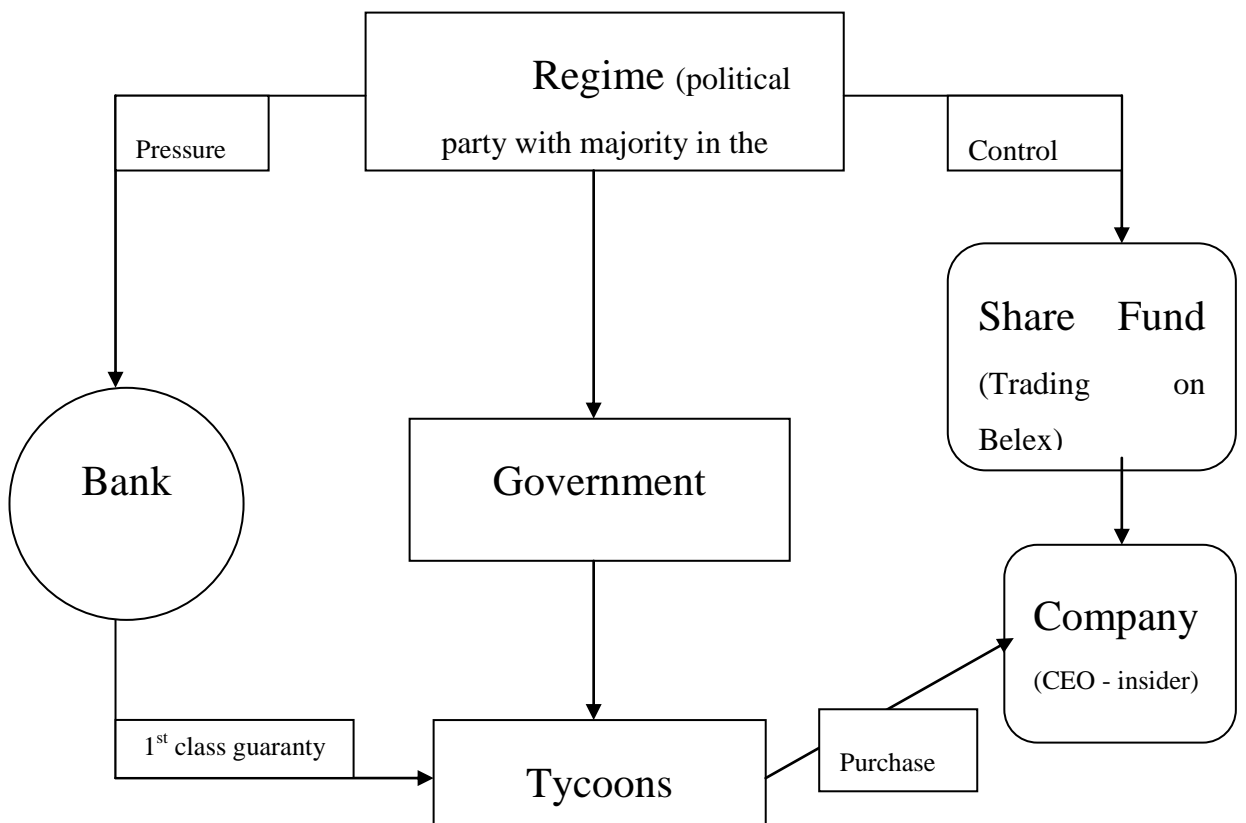 Regime (political
party with majority in the
Pressure
Control
Share Fund
(Trading on
Belex)
Bank
Government
Company
(CEO - insider)
1st class guaranty
Purchase
Tycoons